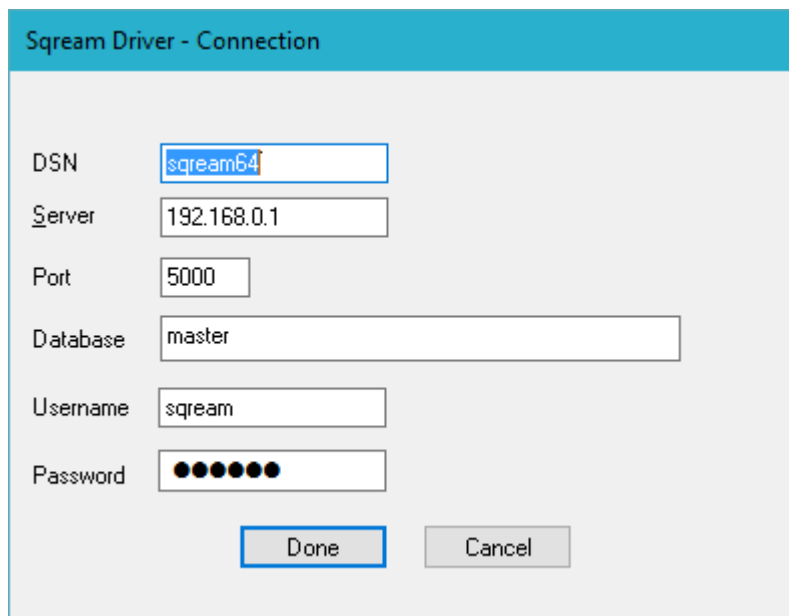 Sqream Driver - Connection
DSN sqream64
Server 192.168.0.1
Port 5000
Database master
Username sqream
Password ●●●●●●
Done Cancel